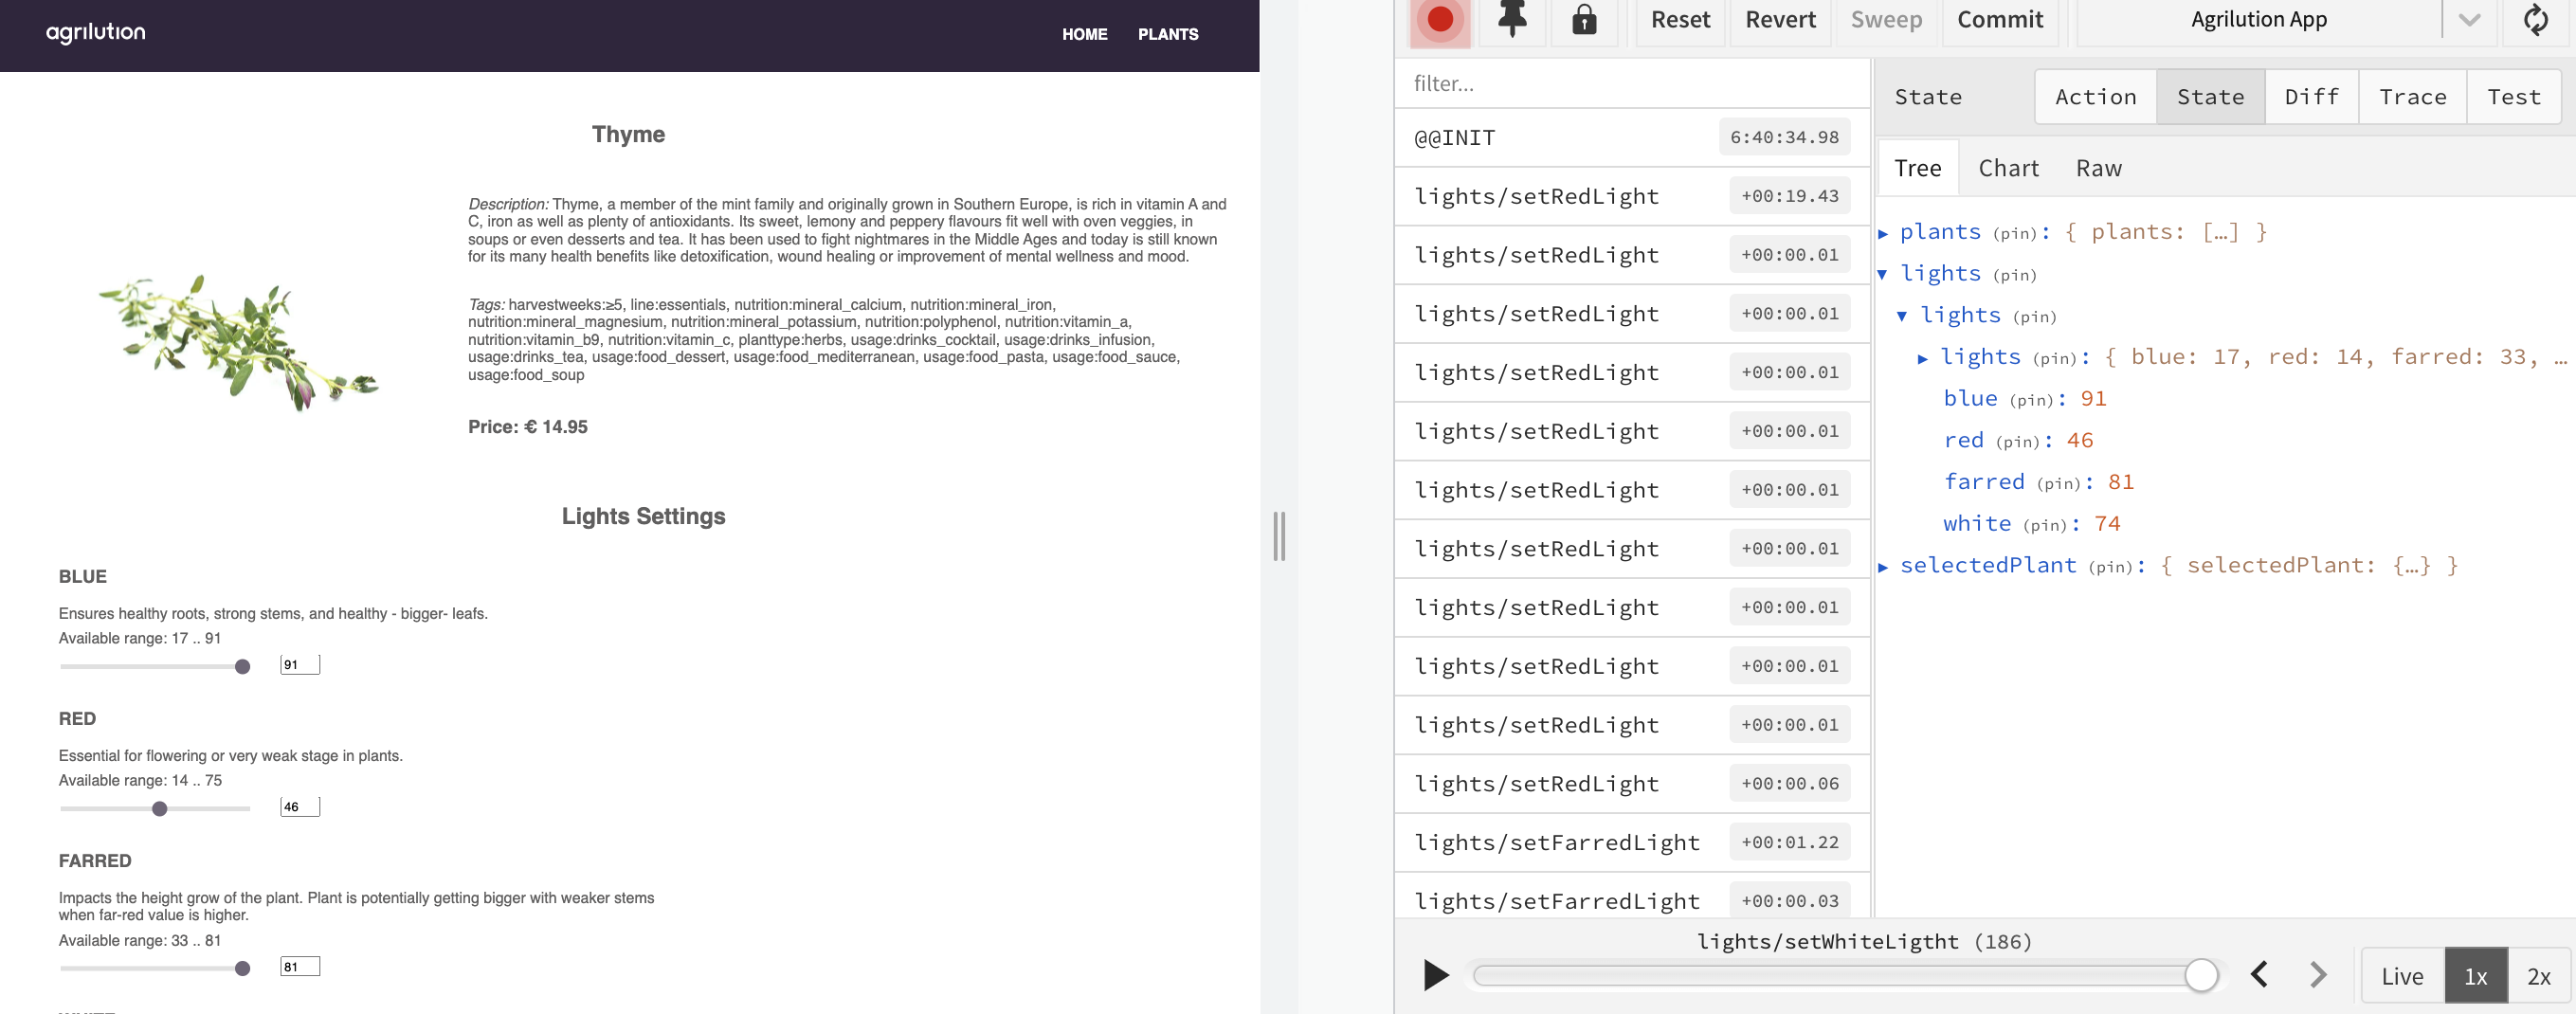 agrilution
HOME PLANTS
Thyme
Description: Thyme, a member of the mint family and originally grown in Southern Europe, is rich in vitamin A and
C, iron as well as plenty of antioxidants. Its sweet, lemony and peppery flavours fit well with oven veggies, in
soups or even desserts and tea. It has been used to fight nightmares in the Middle Ages and today is still known
for its many health benefits like detoxification, wound healing or improvement of mental wellness and mood.
Tags: harvestweeks:≥5, line:essentials, nutrition:mineral_calcium, nutrition:mineral_iron,
nutrition:mineral_magnesium, nutrition:mineral_potassium, nutrition:polyphenol, nutrition:vitamin_a,
nutrition:vitamin_b9, nutrition:vitamin_c, planttype:herbs, usage:drinks_cocktail, usage:drinks_infusion,
usage:drinks_tea, usage:food_dessert, usage:food_mediterranean, usage:food_pasta, usage:food_sauce,
usage:food_soup
Price: € 14.95
Lights Settings
BLUE
Ensures healthy roots, strong stems, and healthy - bigger- leafs.
Available range: 17 .. 91
91
RED
Essential for flowering or very weak stage in plants.
Available range: 14 .. 75
46
FARRED
Impacts the height grow of the plant. Plant is potentially getting bigger with weaker stems
when far-red value is higher.
Available range: 33 .. 81
81
Reset Revert Sweep Commit Agrilution App
filter...
@@INIT 6:40:34.98
lights/setRedLight +00:19.43
lights/setRedLight +00:00.01
lights/setRedLight +00:00.01
lights/setRedLight +00:00.01
lights/setRedLight +00:00.01
lights/setRedLight +00:00.01
lights/setRedLight +00:00.01
lights/setRedLight +00:00.01
lights/setRedLight +00:00.01
lights/setRedLight +00:00.01
lights/setRedLight +00:00.06
lights/setFarredLight +00:01.22
lights/setFarredLight +00:00.03
State Action State Diff Trace Test
Tree Chart Raw
plants (pin): { plants: […] }
lights (pin)
lights (pin)
lights (pin): { blue: 17, red: 14, farred: 33, …
blue (pin): 91
red (pin): 46
farred (pin): 81
white (pin): 74
selectedPlant (pin): { selectedPlant: {…} }
lights/setWhiteLigtht (186)
Live 1x 2x